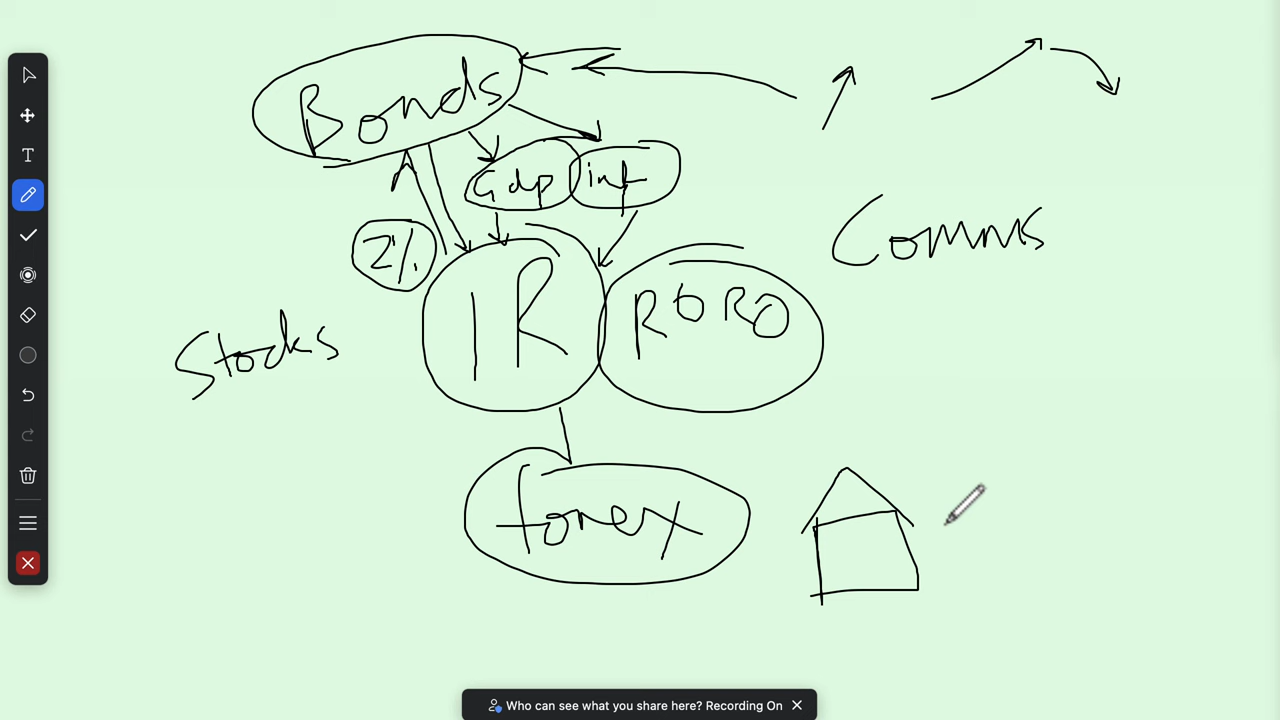 Bonds
Gdp inf
2%
Comms
IR RORO
Stocks
forex
T
Who can see what you share here? Recording On